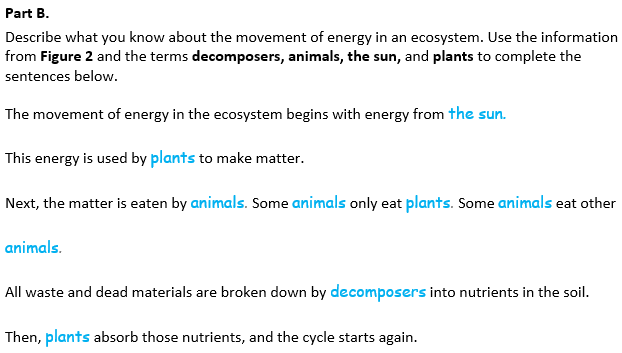 Part B.
Describe what you know about the movement of energy in an ecosystem. Use the information
from Figure 2 and the terms decomposers, animals, the sun, and plants to complete the
sentences below.
The movement of energy in the ecosystem begins with energy from the sun.
This energy is used by plants to make matter.
Next, the matter is eaten by animals. Some animals only eat plants. Some animals eat other
animals.
All waste and dead materials are broken down by decomposers into nutrients in the soil.
Then, plants absorb those nutrients, and the cycle starts again.